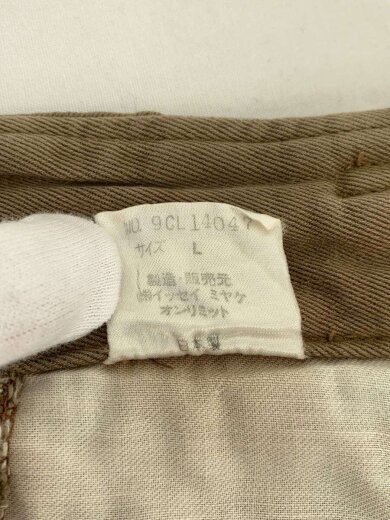 NO. 9CL14047
サイズ L
製造・販売元
㈱イッセイ ミヤケ
オンリミット
日本製